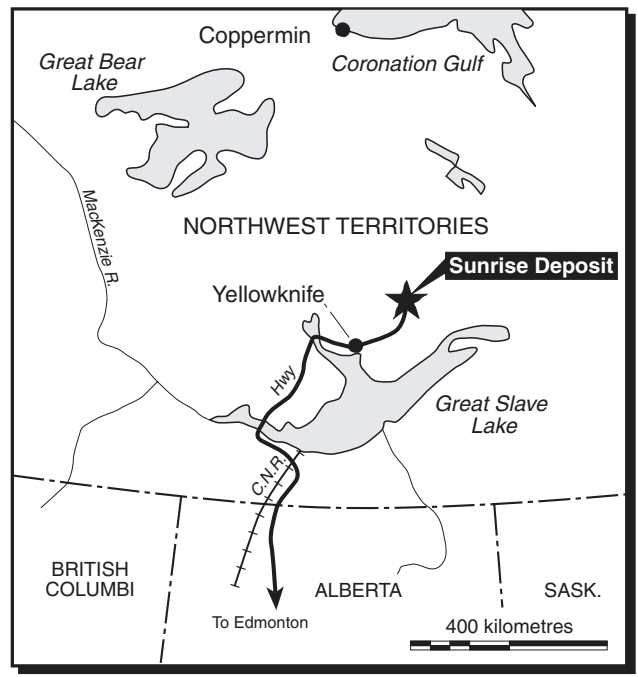 Coppermin
Great Bear
Lake
Coronation Gulf
MacKenzie R.
NORTHWEST TERRITORIES
Sunrise Deposit
Yellowknife
Hwy
Great Slave
Lake
C.N.R.
BRITISH
COLUMBI
ALBERTA
SASK.
To Edmonton
400 kilometres